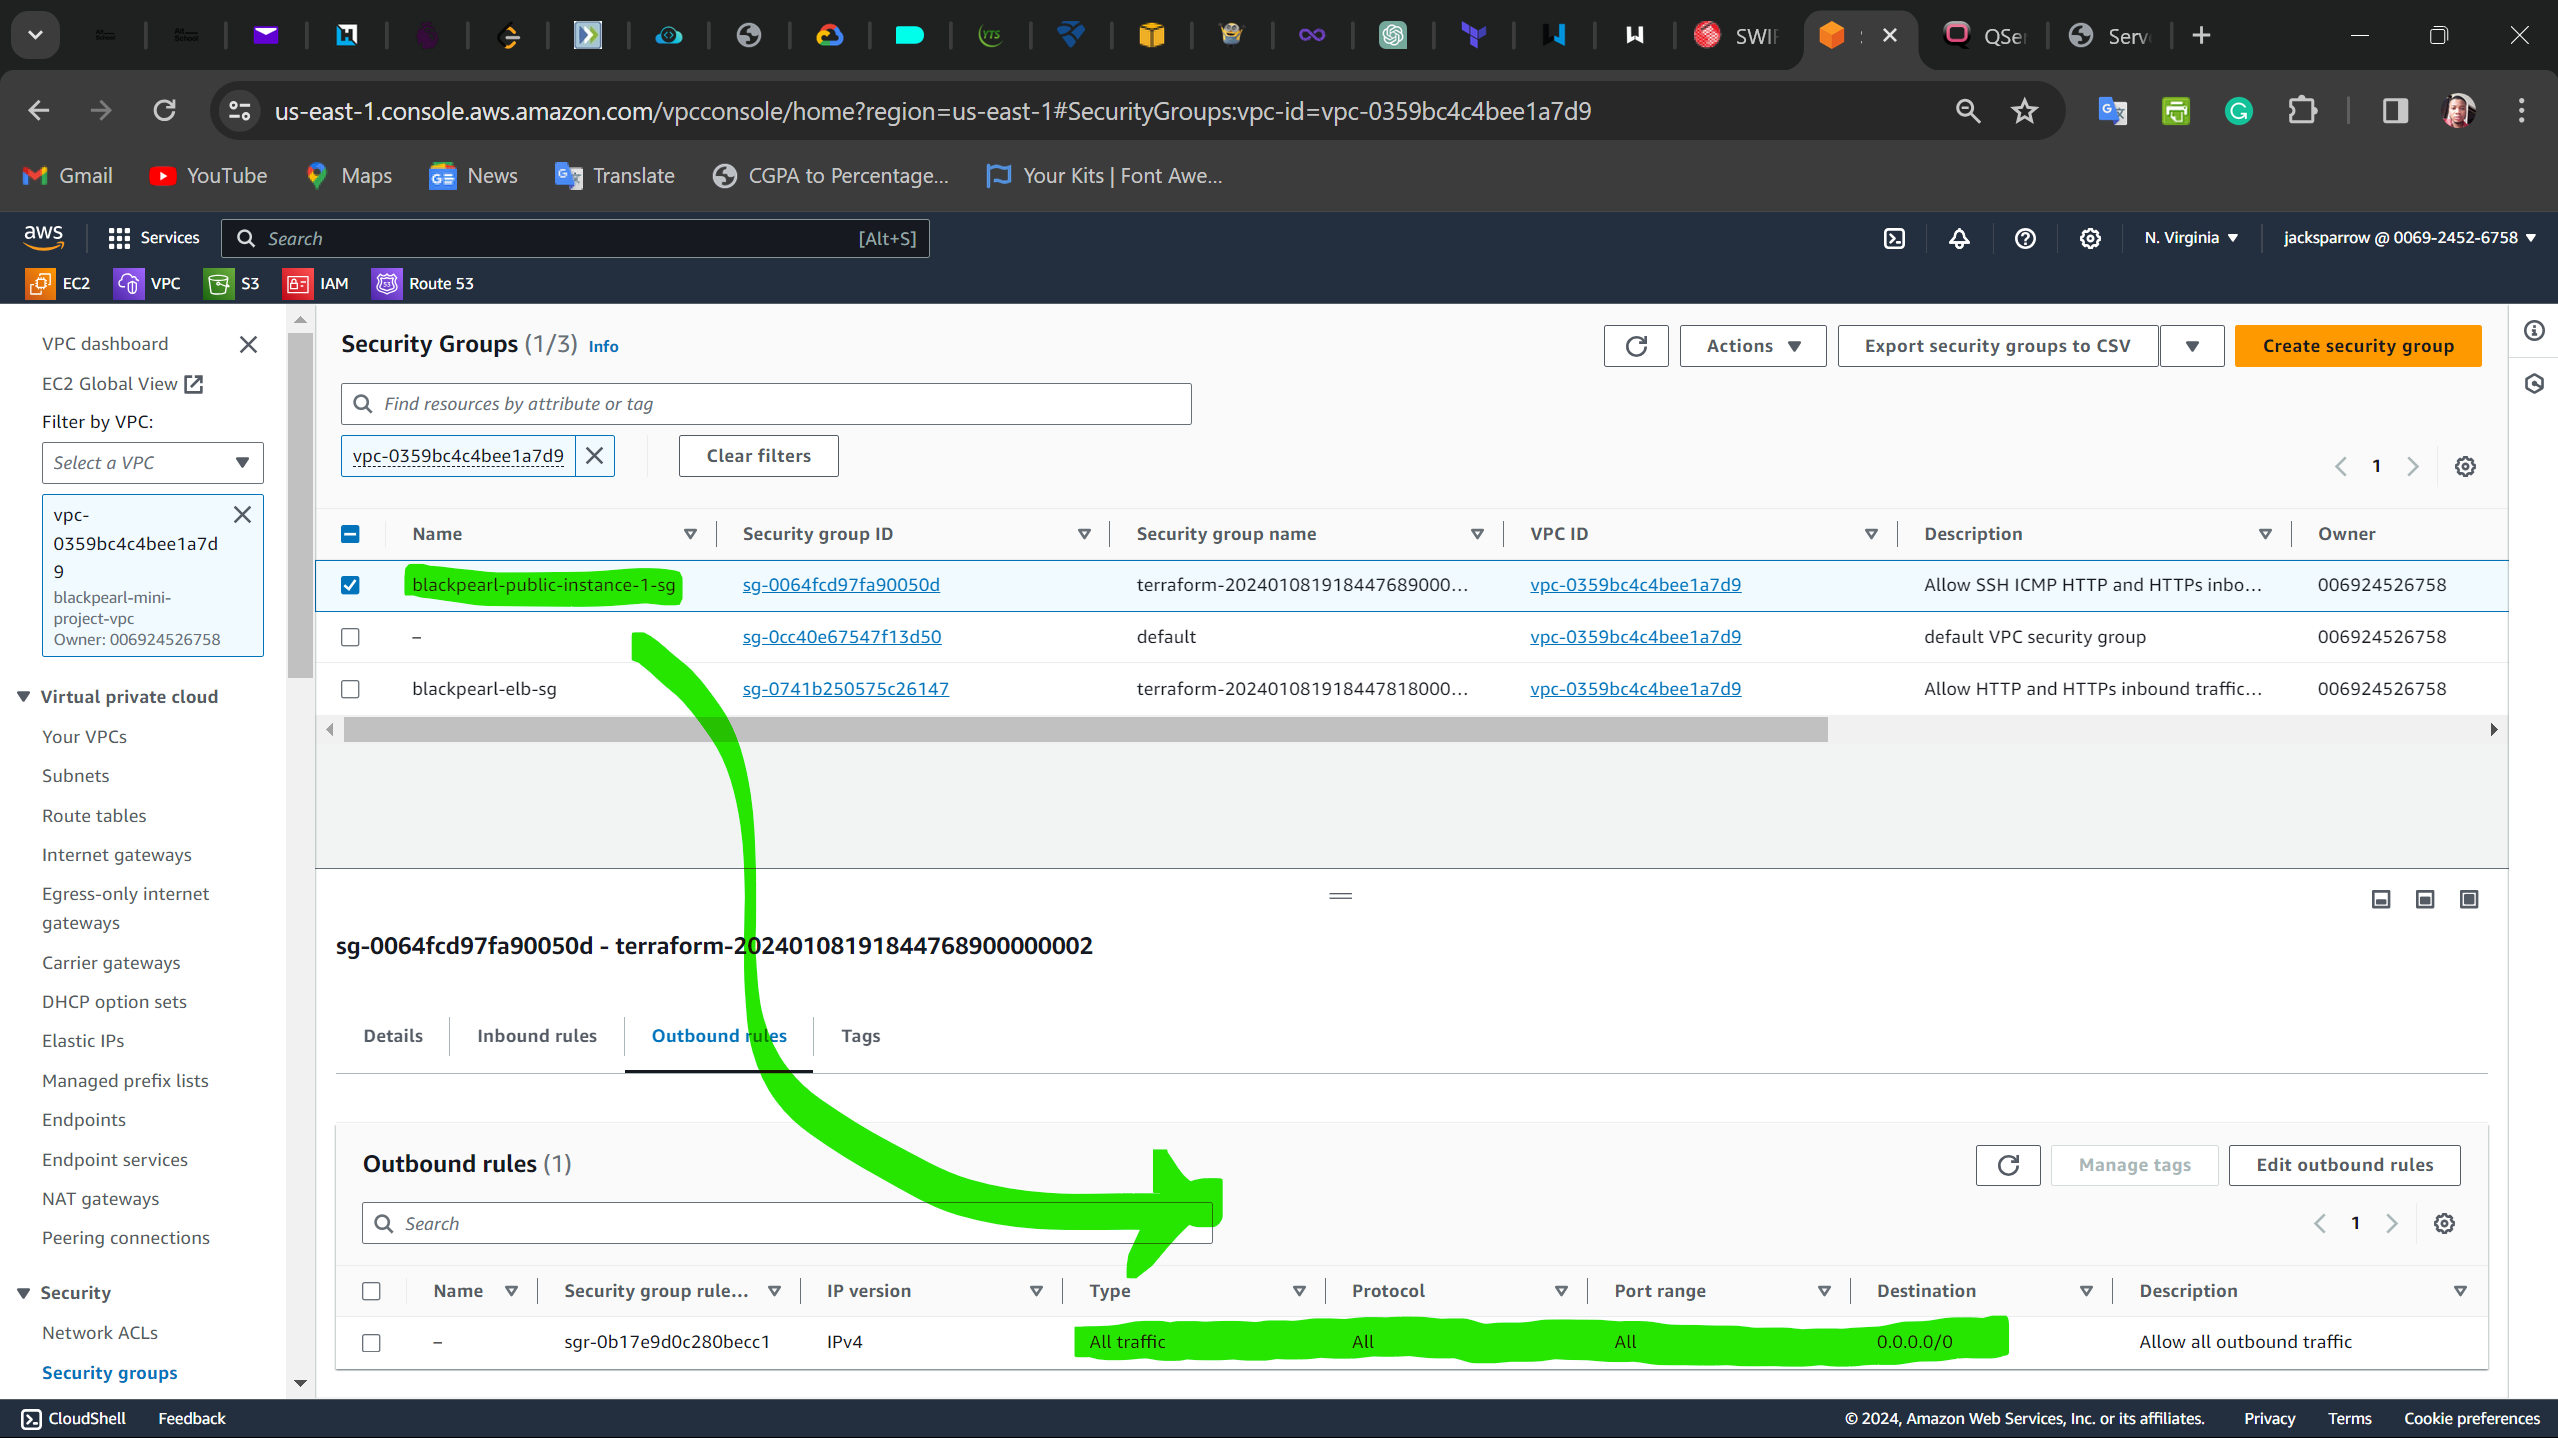 SWIF
QSer
Serv
us-east-1.console.aws.amazon.com/vpcconsole/home?region=us-east-1#SecurityGroups:vpc-id=vpc-0359bc4c4bee1a7d9
Gmail YouTube Maps News Translate CGPA to Percentage... Your Kits | Font Awe...
aws Services Search [Alt+S] N. Virginia jacksparrow @ 0069-2452-6758
EC2 VPC S3 IAM Route 53
VPC dashboard
EC2 Global View
Filter by VPC:
Select a VPC
vpc-
0359bc4c4bee1a7d
9
blackpearl-mini-
project-vpc
Owner: 006924526758
Virtual private cloud
Your VPCs
Subnets
Route tables
Internet gateways
Egress-only internet
gateways
Carrier gateways
DHCP option sets
Elastic IPs
Managed prefix lists
Endpoints
Endpoint services
NAT gateways
Peering connections
Security
Network ACLs
Security groups
Security Groups (1/3) Info Actions Export security groups to CSV Create security group
Find resources by attribute or tag
vpc-0359bc4c4bee1a7d9 Clear filters
1
Name Security group ID Security group name VPC ID Description Owner
blackpearl-public-instance-1-sg sg-0064fcd97fa90050d terraform-202401081918447689000... vpc-0359bc4c4bee1a7d9 Allow SSH ICMP HTTP and HTTPs inbo... 006924526758
– sg-0cc40e67547f13d50 default vpc-0359bc4c4bee1a7d9 default VPC security group 006924526758
blackpearl-elb-sg sg-0741b250575c26147 terraform-202401081918447818000... vpc-0359bc4c4bee1a7d9 Allow HTTP and HTTPs inbound traffic... 006924526758
sg-0064fcd97fa90050d - terraform-20240108191844768900000002
Details Inbound rules Outbound rules Tags
Outbound rules (1) Manage tags Edit outbound rules
Search 1
Name Security group rule... IP version Type Protocol Port range Destination Description
– sgr-0b17e9d0c280becc1 IPv4 All traffic All All 0.0.0.0/0 Allow all outbound traffic
CloudShell Feedback © 2024, Amazon Web Services, Inc. or its affiliates. Privacy Terms Cookie preferences